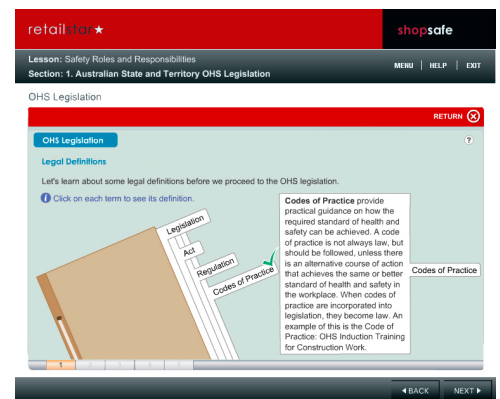 retailstar★
shopsafe
Lesson: Safety Roles and Responsibilities
Section: 1. Australian State and Territory OHS Legislation
MENU | HELP | EXIT
OHS Legislation
RETURN
OHS Legislation
?
Legal Definitions
Let's learn about some legal definitions before we proceed to the OHS legislation.
i Click on each term to see its definition.
Legislation
Act
Regulation
Codes of Practice
Codes of Practice provide
practical guidance on how the
required standard of health and
safety can be achieved. A code
of practice is not always law, but
should be followed, unless there
is an alternative course of action
that achieves the same or better
standard of health and safety in
the workplace. When codes of
practice are incorporated into
legislation, they become law. An
example of this is the Code of
Practice: OHS Induction Training
for Construction Work.
Codes of Practice
1 2 3 4 5
BACK
NEXT